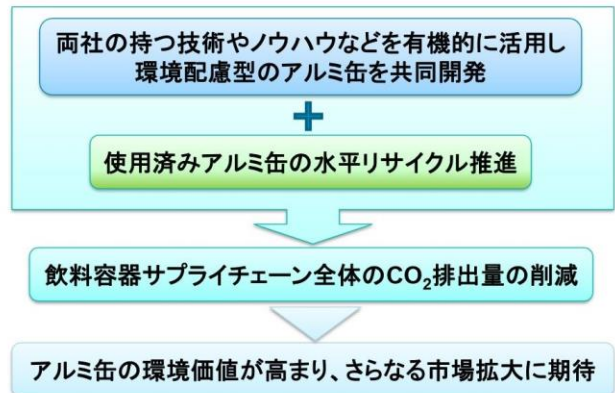 両社の持つ技術やノウハウなどを有機的に活用し
環境配慮型のアルミ缶を共同開発
+
使用済みアルミ缶の水平リサイクル推進
飲料容器サプライチェーン全体のCO₂排出量の削減
アルミ缶の環境価値が高まり、さらなる市場拡大に期待